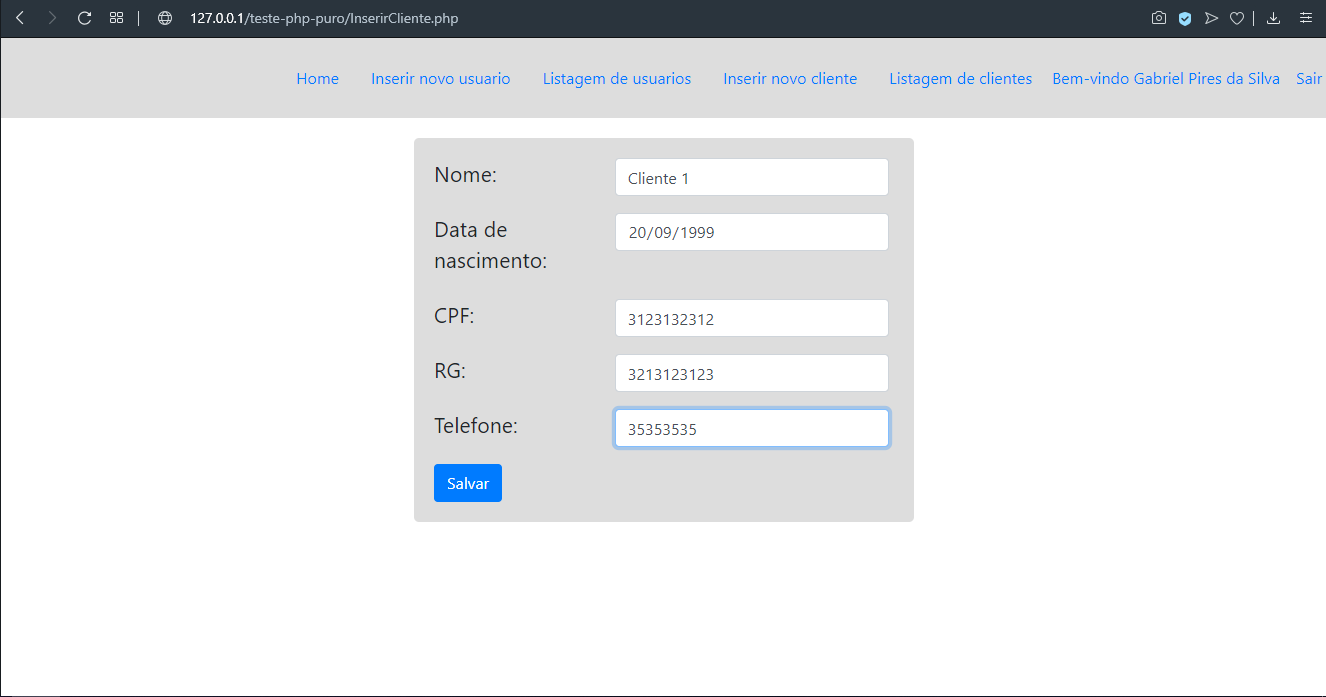 127.0.0.1/teste-php-puro/InserirCliente.php
Home Inserir novo usuario Listagem de usuarios Inserir novo cliente Listagem de clientes Bem-vindo Gabriel Pires da Silva Sair
Nome: Cliente 1
Data de nascimento: 20/09/1999
CPF: 3123132312
RG: 3213123123
Telefone: 35353535
Salvar